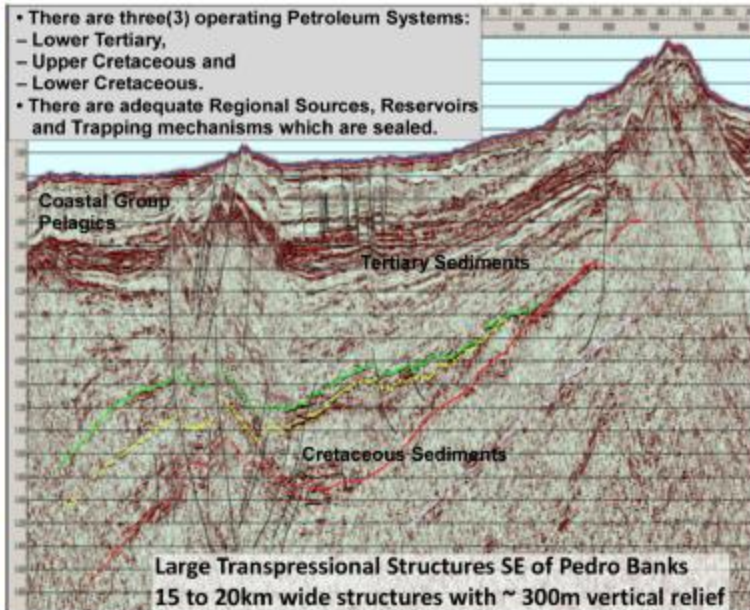 • There are three(3) operating Petroleum Systems:
– Lower Tertiary,
– Upper Cretaceous and
– Lower Cretaceous.
• There are adequate Regional Sources, Reservoirs
and Trapping mechanisms which are sealed.
Coastal Group
Pelagics
Tertiary Sediments
Cretaceous Sediments
Large Transpressional Structures SE of Pedro Banks
15 to 20km wide structures with ~ 300m vertical relief